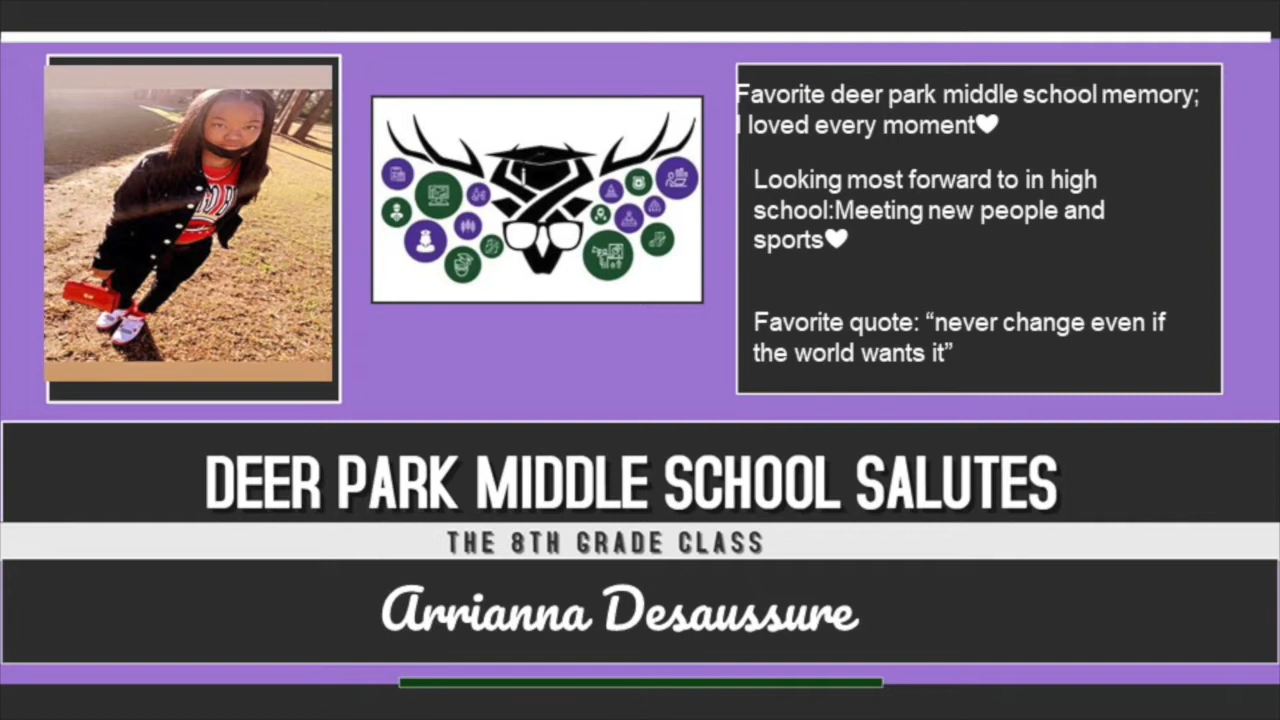 Favorite deer park middle school memory;
I loved every moment♥
Looking most forward to in high
school:Meeting new people and
sports♥
Favorite quote: “never change even if
the world wants it”
DEER PARK MIDDLE SCHOOL SALUTES
THE 8TH GRADE CLASS
Arrianna Desaussure